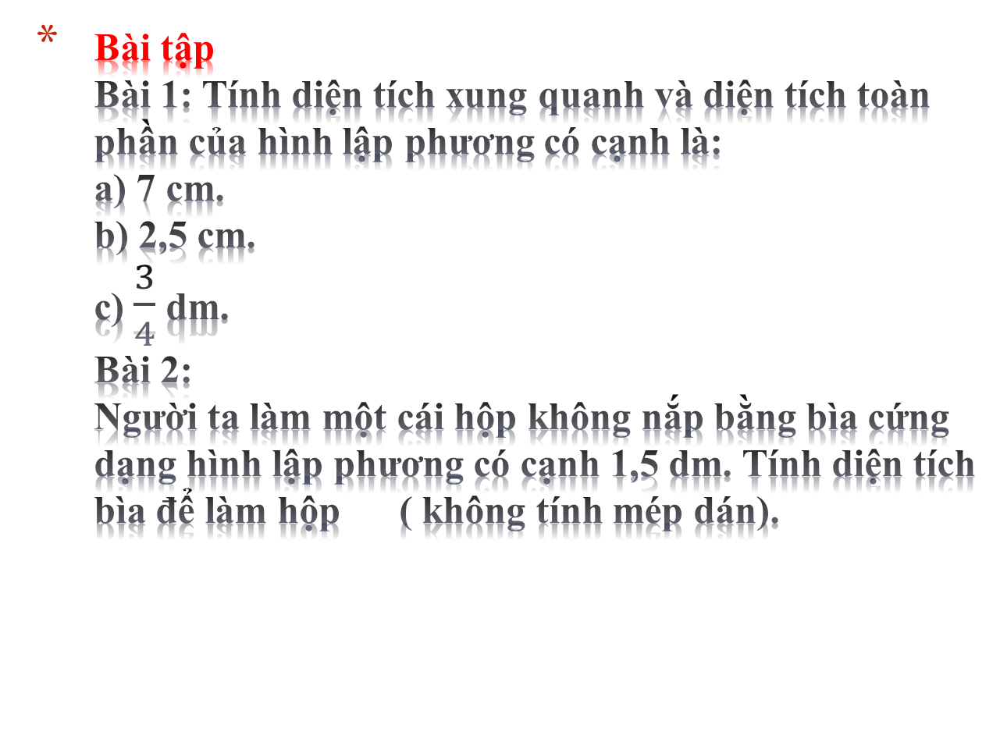 * Bài tập
Bài 1: Tính diện tích xung quanh và diện tích toàn
phần của hình lập phương có cạnh là:
a) 7 cm.
b) 2,5 cm.
c) 3/4 dm.
Bài 2:
Người ta làm một cái hộp không nắp bằng bìa cứng
dạng hình lập phương có cạnh 1,5 dm. Tính diện tích
bìa để làm hộp ( không tính mép dán).